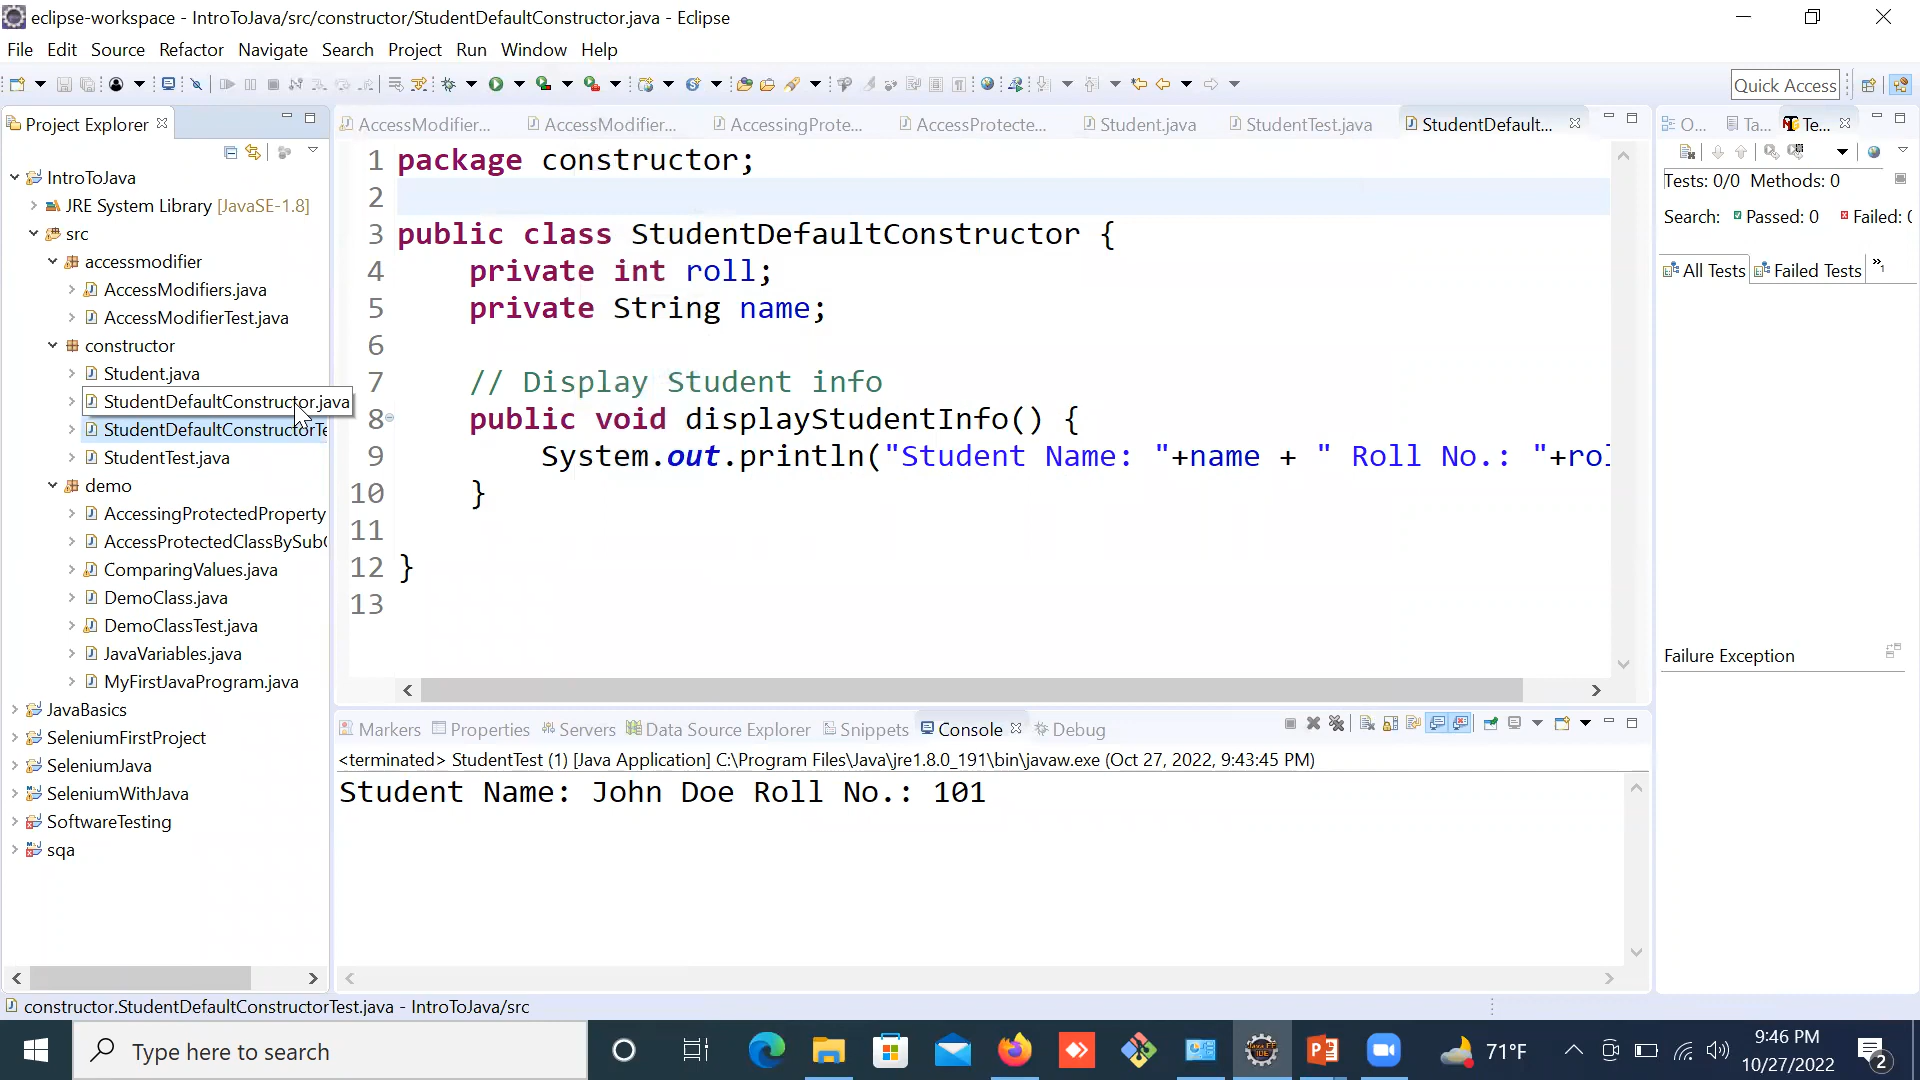 eclipse-workspace - IntroToJava/src/constructor/StudentDefaultConstructor.java - Eclipse
File Edit Source Refactor Navigate Search Project Run Window Help
Quick Access
Project Explorer
IntroToJava
JRE System Library [JavaSE-1.8]
src
accessmodifier
AccessModifiers.java
AccessModifierTest.java
constructor
Student.java
StudentDefaultConstructor.java
StudentDefaultConstructorTe
StudentTest.java
demo
AccessingProtectedProperty
AccessProtectedClassBySub
ComparingValues.java
DemoClass.java
DemoClassTest.java
JavaVariables.java
MyFirstJavaProgram.java
JavaBasics
SeleniumFirstProject
SeleniumJava
SeleniumWithJava
SoftwareTesting
sqa
AccessModifier... AccessModifier... AccessingProte... AccessProtecte... Student.java StudentTest.java StudentDefault...
1 package constructor;
2
3 public class StudentDefaultConstructor {
4 private int roll;
5 private String name;
6
7 // Display Student info
8 public void displayStudentInfo() {
9 System.out.println("Student Name: "+name + " Roll No.: "+rol
10 }
11
12 }
13
O... Ta... Te...
Tests: 0/0 Methods: 0
Search: Passed: 0 Failed: 0
All Tests Failed Tests »1
Failure Exception
Markers Properties Servers Data Source Explorer Snippets Console Debug
<terminated> StudentTest (1) [Java Application] C:\Program Files\Java\jre1.8.0_191\bin\javaw.exe (Oct 27, 2022, 9:43:45 PM)
Student Name: John Doe Roll No.: 101
constructor.StudentDefaultConstructorTest.java - IntroToJava/src
Type here to search
71°F
9:46 PM
10/27/2022
2